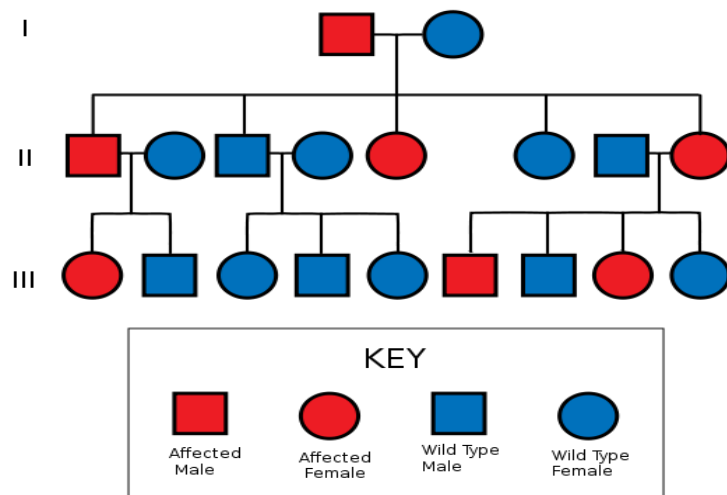 I
II
III
KEY
Affected Male
Affected Female
Wild Type Male
Wild Type Female